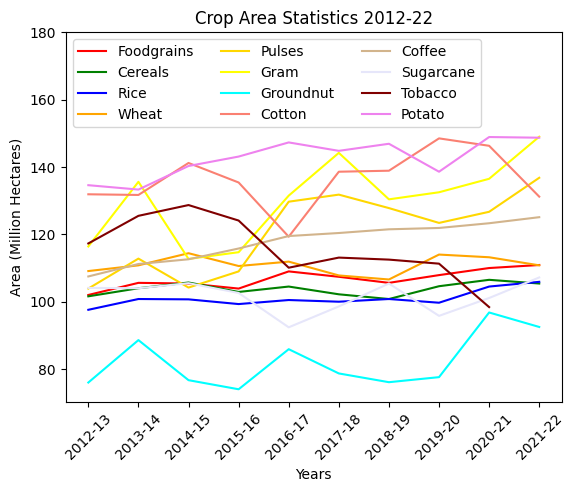 Crop Area Statistics 2012-22
180
160
140
120
100
80
Area (Million Hectares)
Foodgrains
Cereals
Rice
Wheat
Pulses
Gram
Groundnut
Cotton
Coffee
Sugarcane
Tobacco
Potato
2012-13
2013-14
2014-15
2015-16
2016-17
2017-18
2018-19
2019-20
2020-21
2021-22
Years